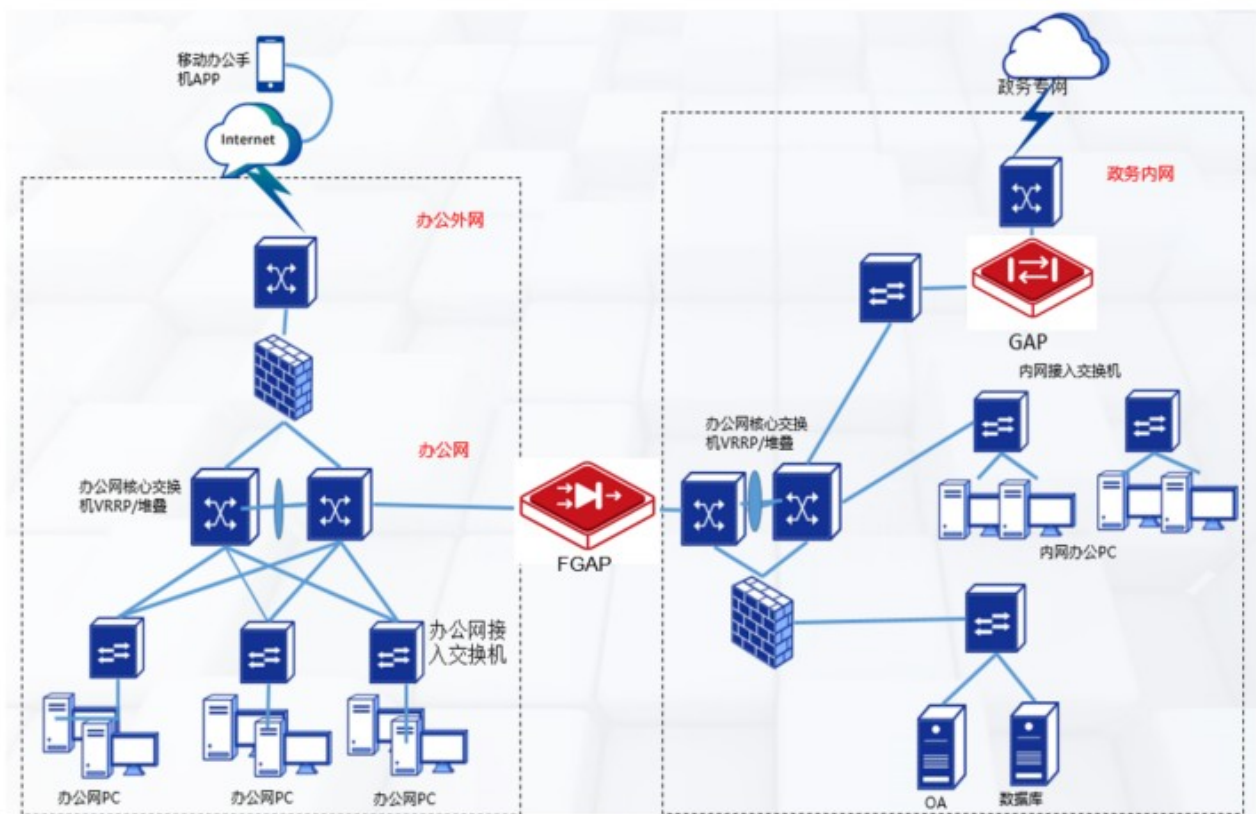 移动办公手
机APP
Internet
政务专网
办公外网
政务内网
GAP
内网接入交换机
办公网核心交换
机VRRP/堆叠
办公网
办公网核心交换
机VRRP/堆叠
FGAP
内网办公PC
办公网接
入交换机
办公网PC
办公网PC
办公网PC
OA
数据库